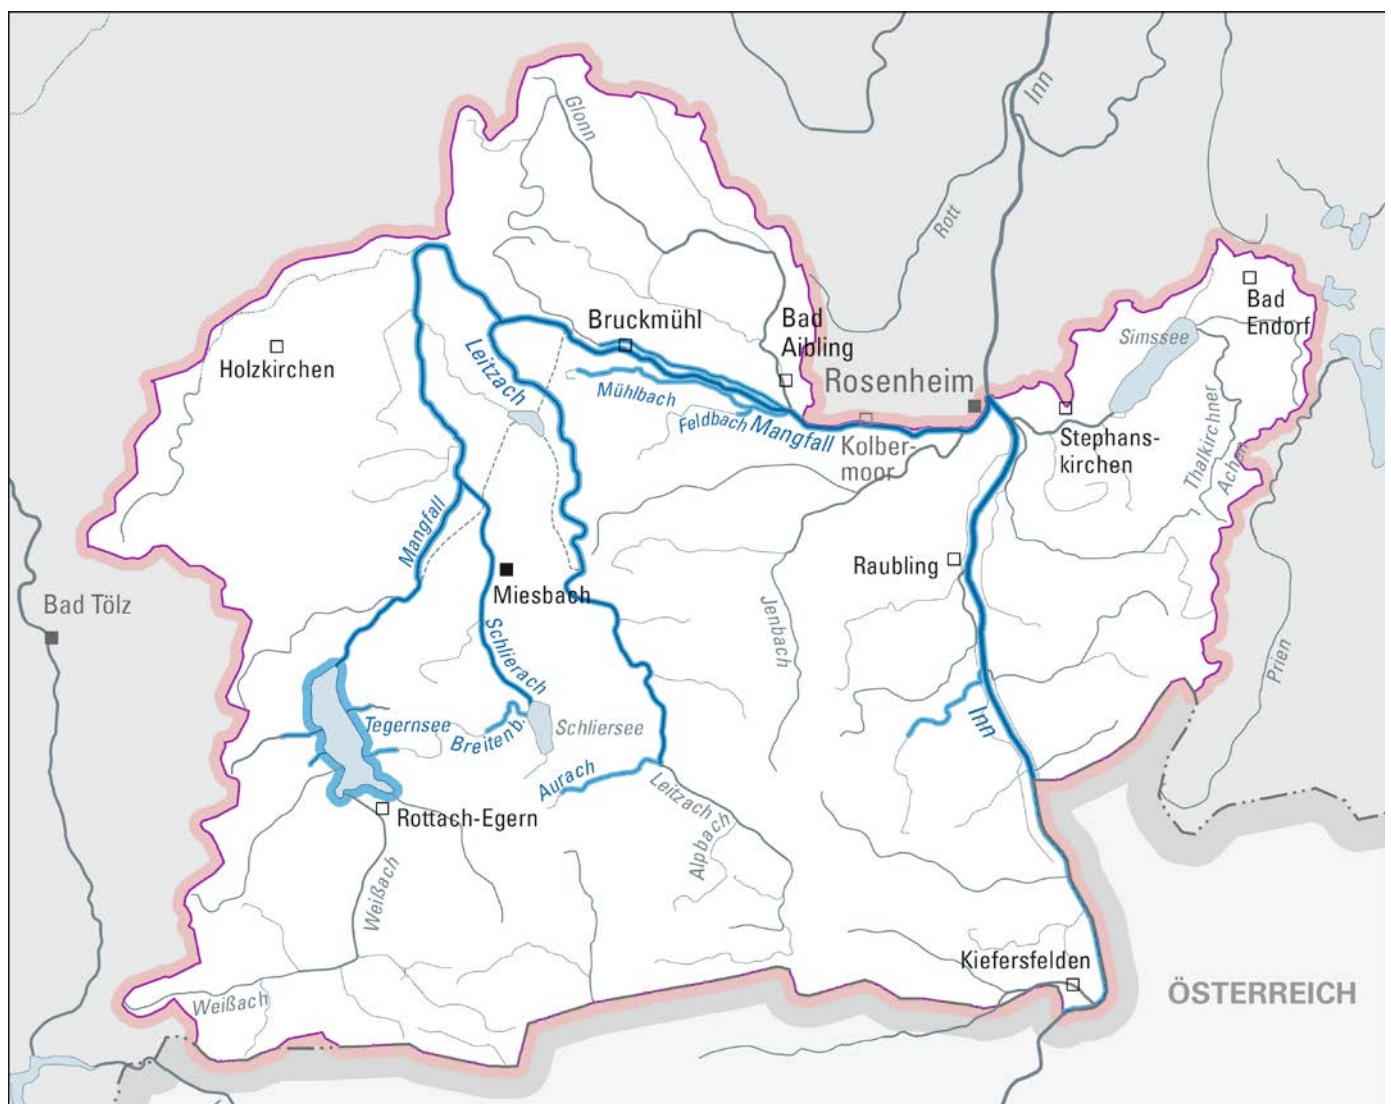 Glonn
Inn
Rott
Bad
Endorf
Simssee
Bruckmühl
Bad
Aibling
Holzkirchen
Leitzach
Mühlbach
Rosenheim
Feldbach
Mangfall
Kolber-
moor
Stephans-
kirchen
Thalkirchner
Achen
Mangfall
Raubling
Miesbach
Bad Tölz
Jenbach
Schlierach
Prien
Tegernsee
Breitenb.
Schliersee
Inn
Aurach
Leitzach
Rottach-Egern
Alpbach
Weißach
Kiefersfelden
Weißach
ÖSTERREICH